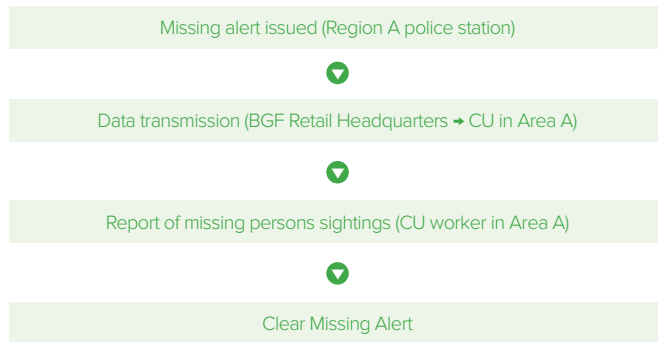 Missing alert issued (Region A police station)
Data transmission (BGF Retail Headquarters → CU in Area A)
Report of missing persons sightings (CU worker in Area A)
Clear Missing Alert